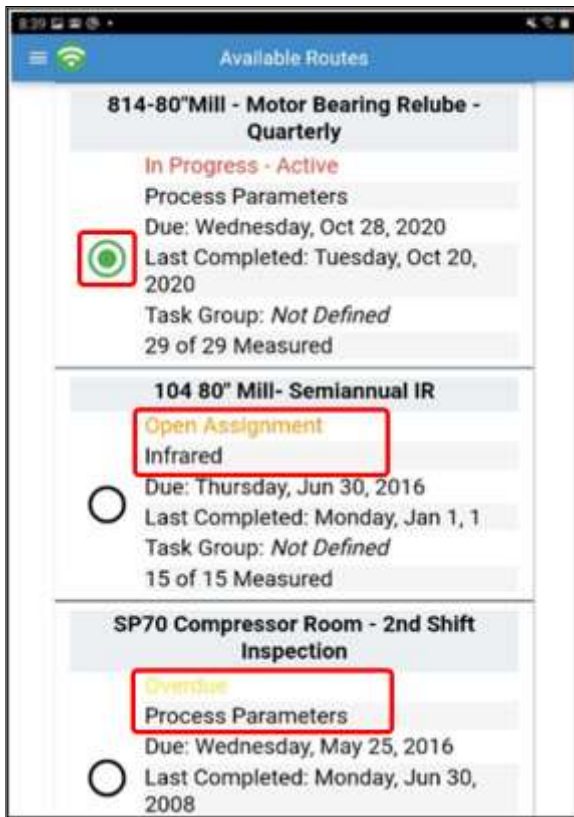 8:39
Available Routes
814-80"Mill - Motor Bearing Relube -
Quarterly
In Progress - Active
Process Parameters
Due: Wednesday, Oct 28, 2020
Last Completed: Tuesday, Oct 20,
2020
Task Group: Not Defined
29 of 29 Measured
104 80" Mill- Semiannual IR
Open Assignment
Infrared
Due: Thursday, Jun 30, 2016
Last Completed: Monday, Jan 1, 1
Task Group: Not Defined
15 of 15 Measured
SP70 Compressor Room - 2nd Shift
Inspection
Overdue
Process Parameters
Due: Wednesday, May 25, 2016
Last Completed: Monday, Jun 30,
2008